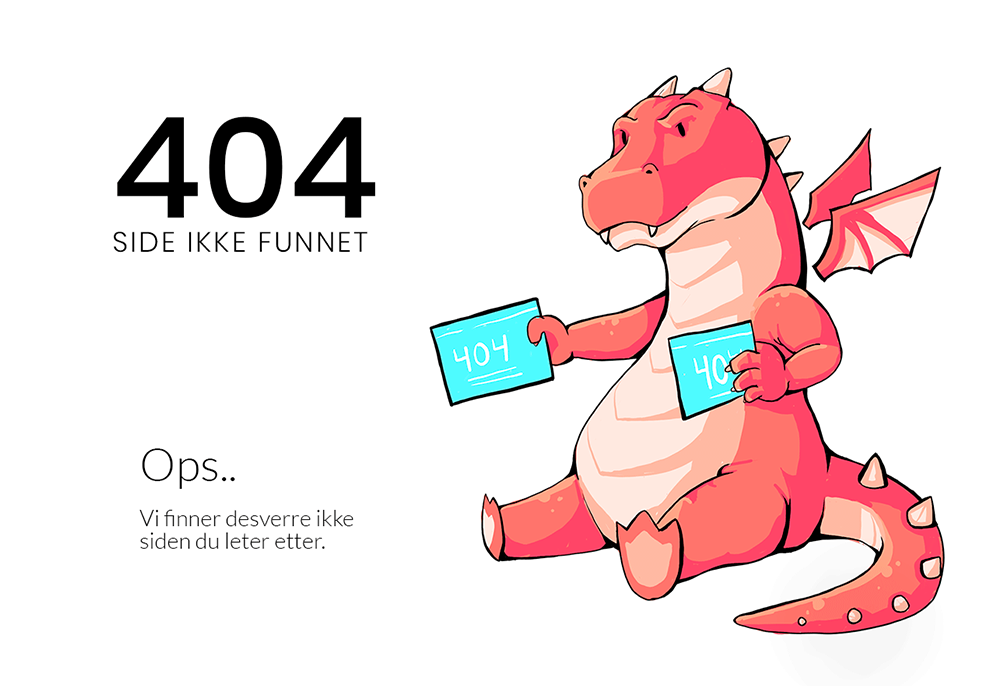 404
SIDE IKKE FUNNET
404
Ops..
Vi finner desverre ikke
siden du leter etter.